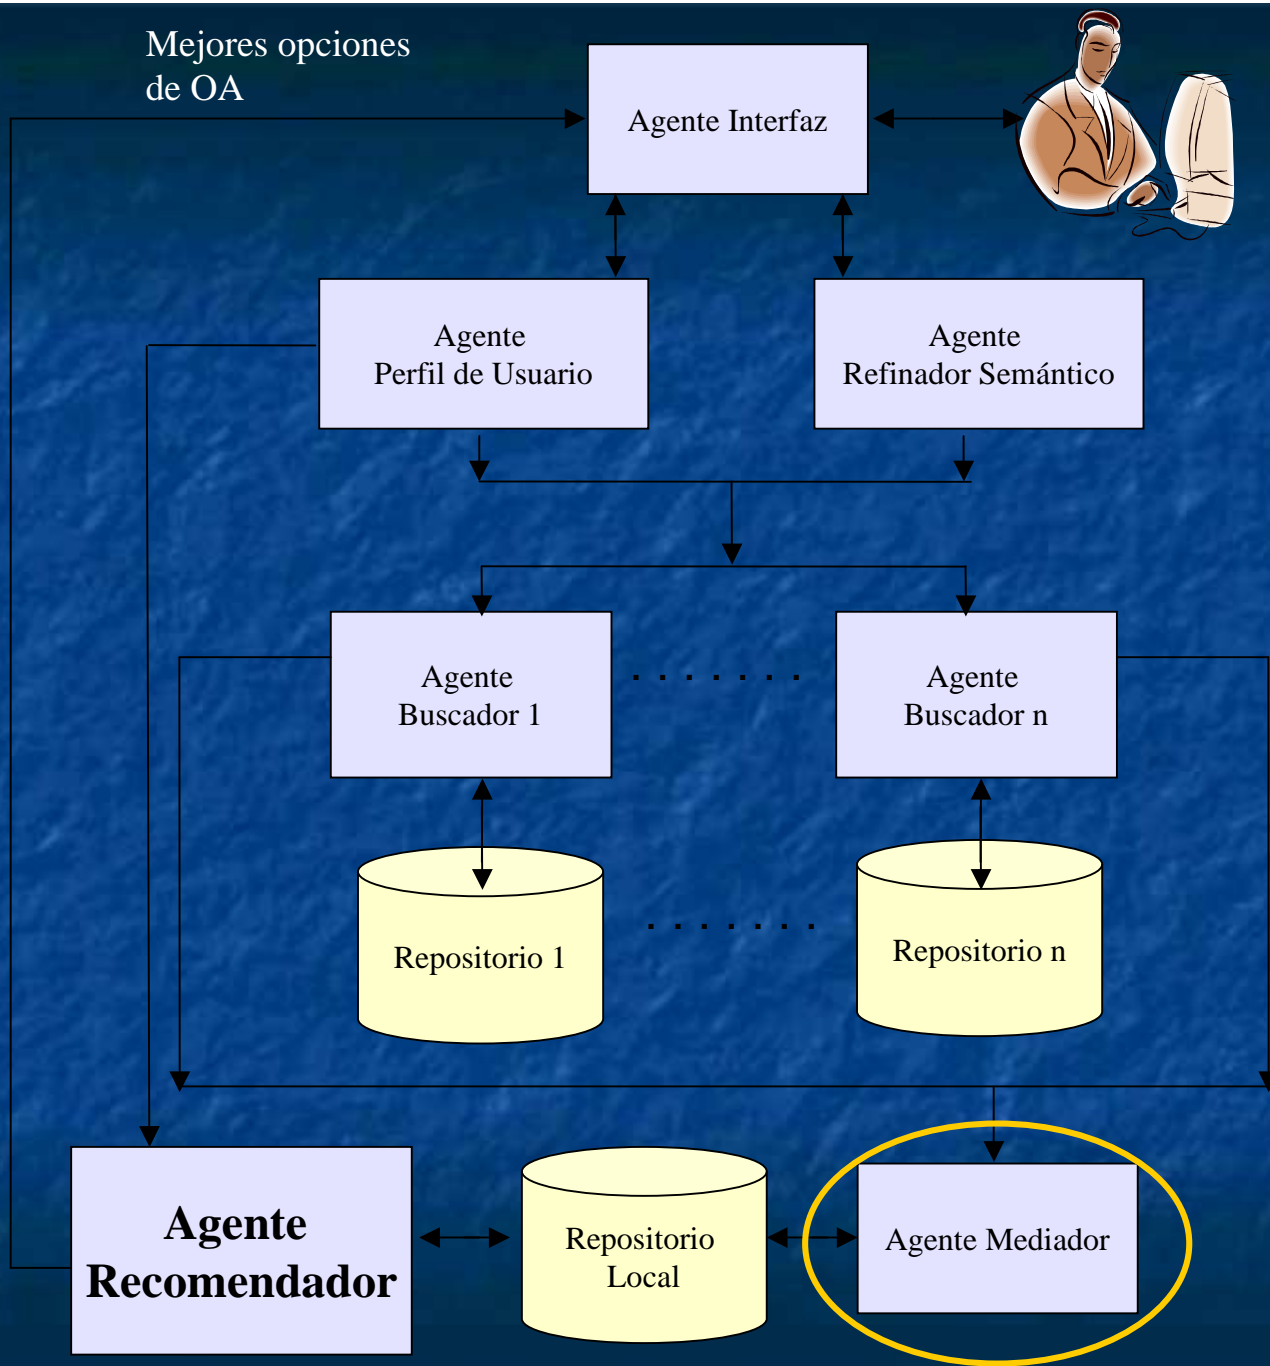 Mejores opciones
de OA
Agente Interfaz
Agente
Perfil de Usuario
Agente
Refinador Semántico
Agente
Buscador 1
. . . . . . .
Agente
Buscador n
Repositorio 1
. . . . . . .
Repositorio n
Agente
Recomendador
Repositorio
Local
Agente Mediador